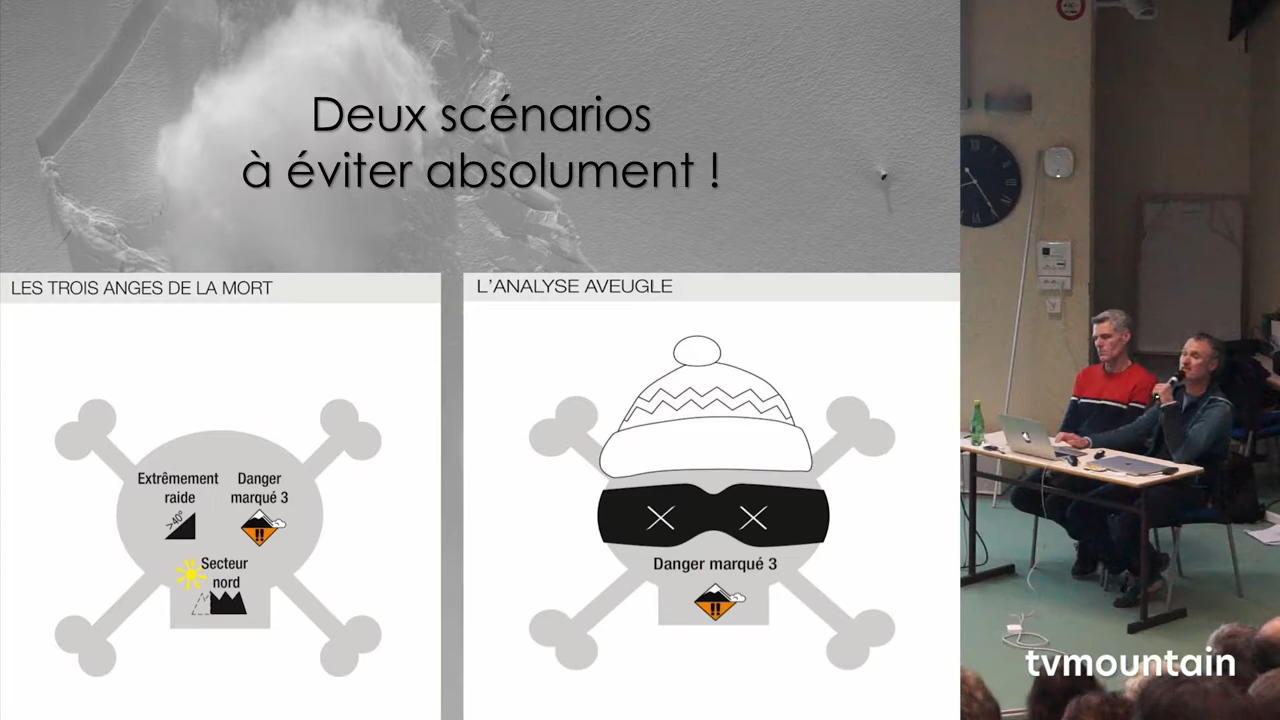 Deux scénarios
à éviter absolument !
LES TROIS ANGES DE LA MORT
Extrêmement
raide
>40°
Danger
marqué 3
!!
Secteur
nord
L'ANALYSE AVEUGLE
Danger marqué 3
!!
tvmountain